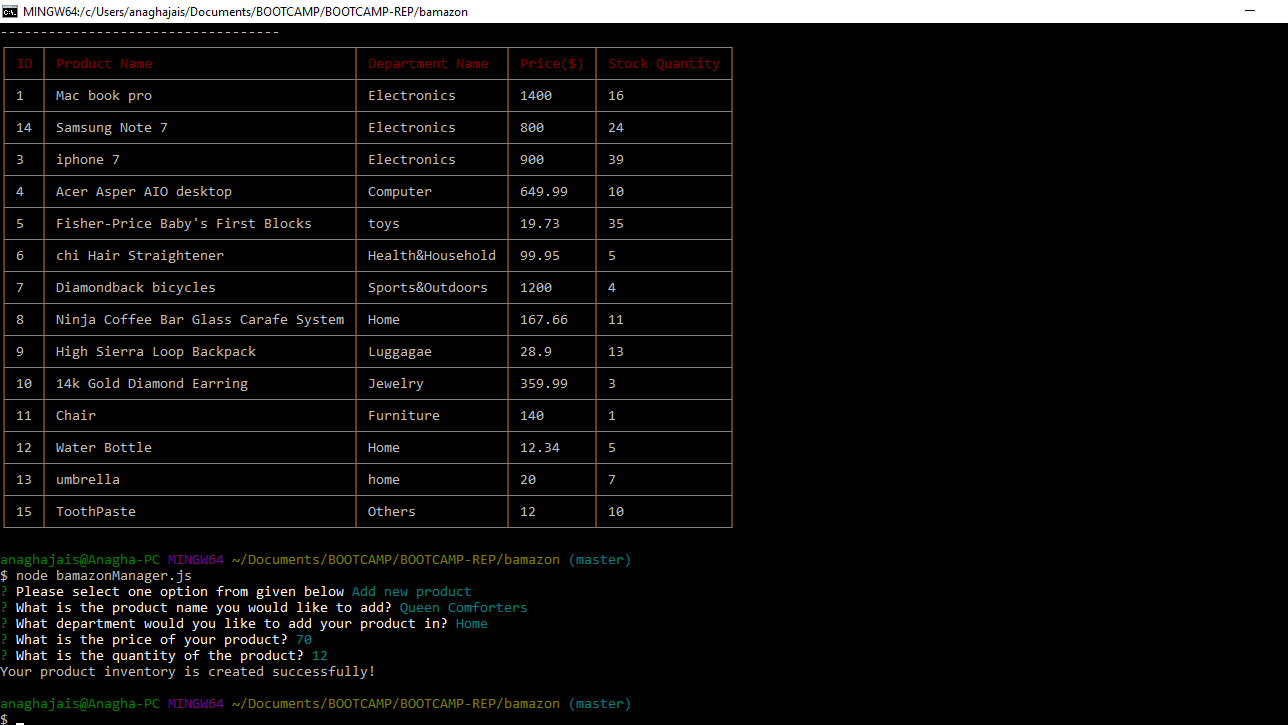 MINGW64:/c/Users/anaghajais/Documents/BOOTCAMP/BOOTCAMP-REP/bamazon
-----------------------------------
ID Product Name Department Name Price($) Stock Quantity
1 Mac book pro Electronics 1400 16
14 Samsung Note 7 Electronics 800 24
3 iphone 7 Electronics 900 39
4 Acer Asper AIO desktop Computer 649.99 10
5 Fisher-Price Baby's First Blocks toys 19.73 35
6 chi Hair Straightener Health&Household 99.95 5
7 Diamondback bicycles Sports&Outdoors 1200 4
8 Ninja Coffee Bar Glass Carafe System Home 167.66 11
9 High Sierra Loop Backpack Luggagae 28.9 13
10 14k Gold Diamond Earring Jewelry 359.99 3
11 Chair Furniture 140 1
12 Water Bottle Home 12.34 5
13 umbrella home 20 7
15 ToothPaste Others 12 10
anaghajais@Anagha-PC MINGW64 ~/Documents/BOOTCAMP/BOOTCAMP-REP/bamazon (master)
$ node bamazonManager.js
? Please select one option from given below Add new product
? What is the product name you would like to add? Queen Comforters
? What department would you like to add your product in? Home
? What is the price of your product? 70
? What is the quantity of the product? 12
Your product inventory is created successfully!
anaghajais@Anagha-PC MINGW64 ~/Documents/BOOTCAMP/BOOTCAMP-REP/bamazon (master)
$